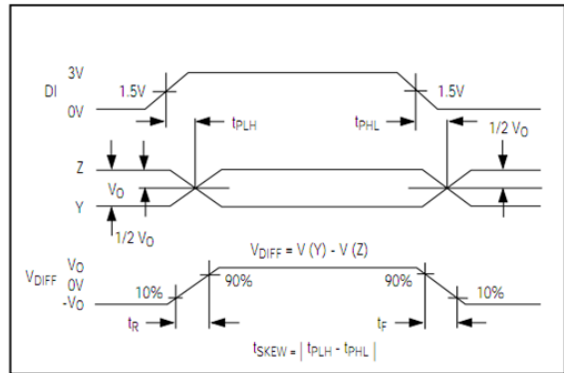 3V
DI 1.5V 1.5V
0V
tPLH tPHL 1/2 VO
Z
VO
Y
1/2 VO
VDIFF = V (Y) - V (Z)
VO
VDIFF 0V 90% 90%
-VO 10% 10%
tR tF
tSKEW = | tPLH - tPHL |